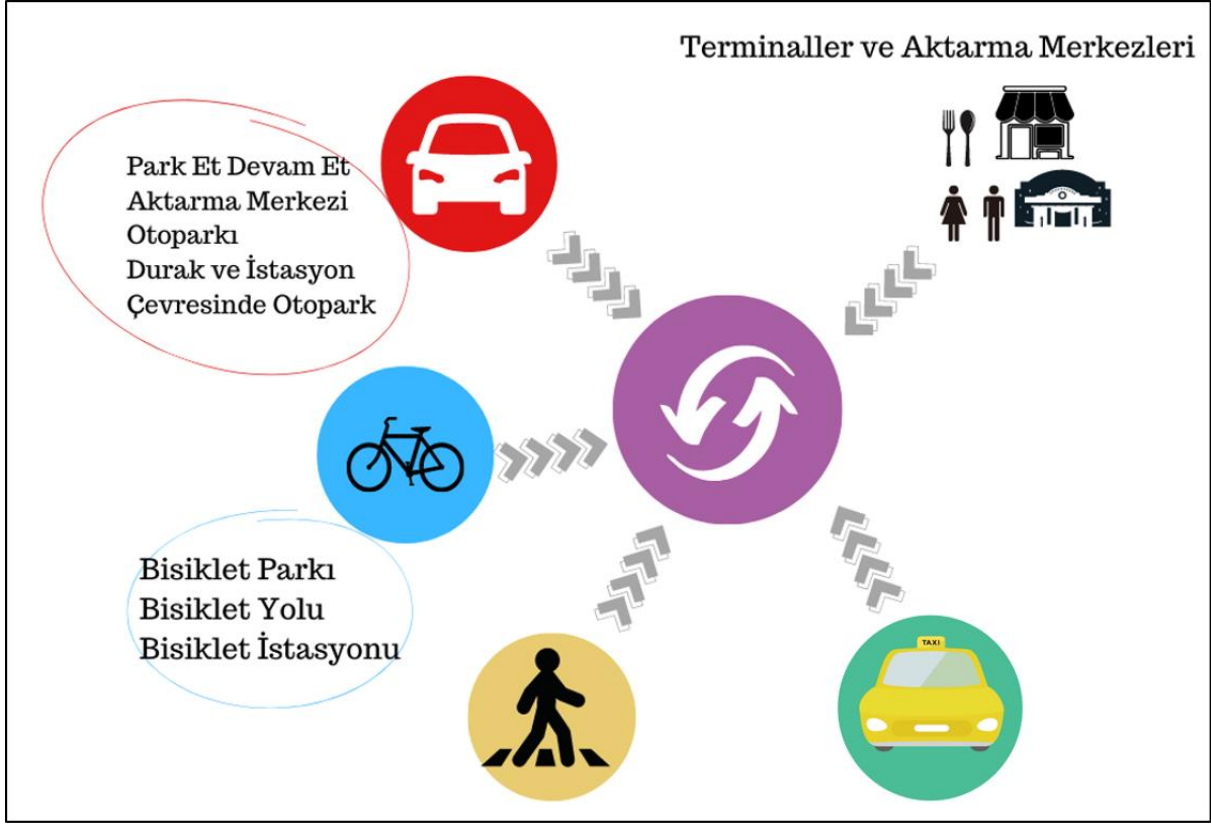 Terminaller ve Aktarma Merkezleri
Park Et Devam Et
Aktarma Merkezi
Otoparkı
Durak ve İstasyon
Çevresinde Otopark
Bisiklet Parkı
Bisiklet Yolu
Bisiklet İstasyonu
TAXI